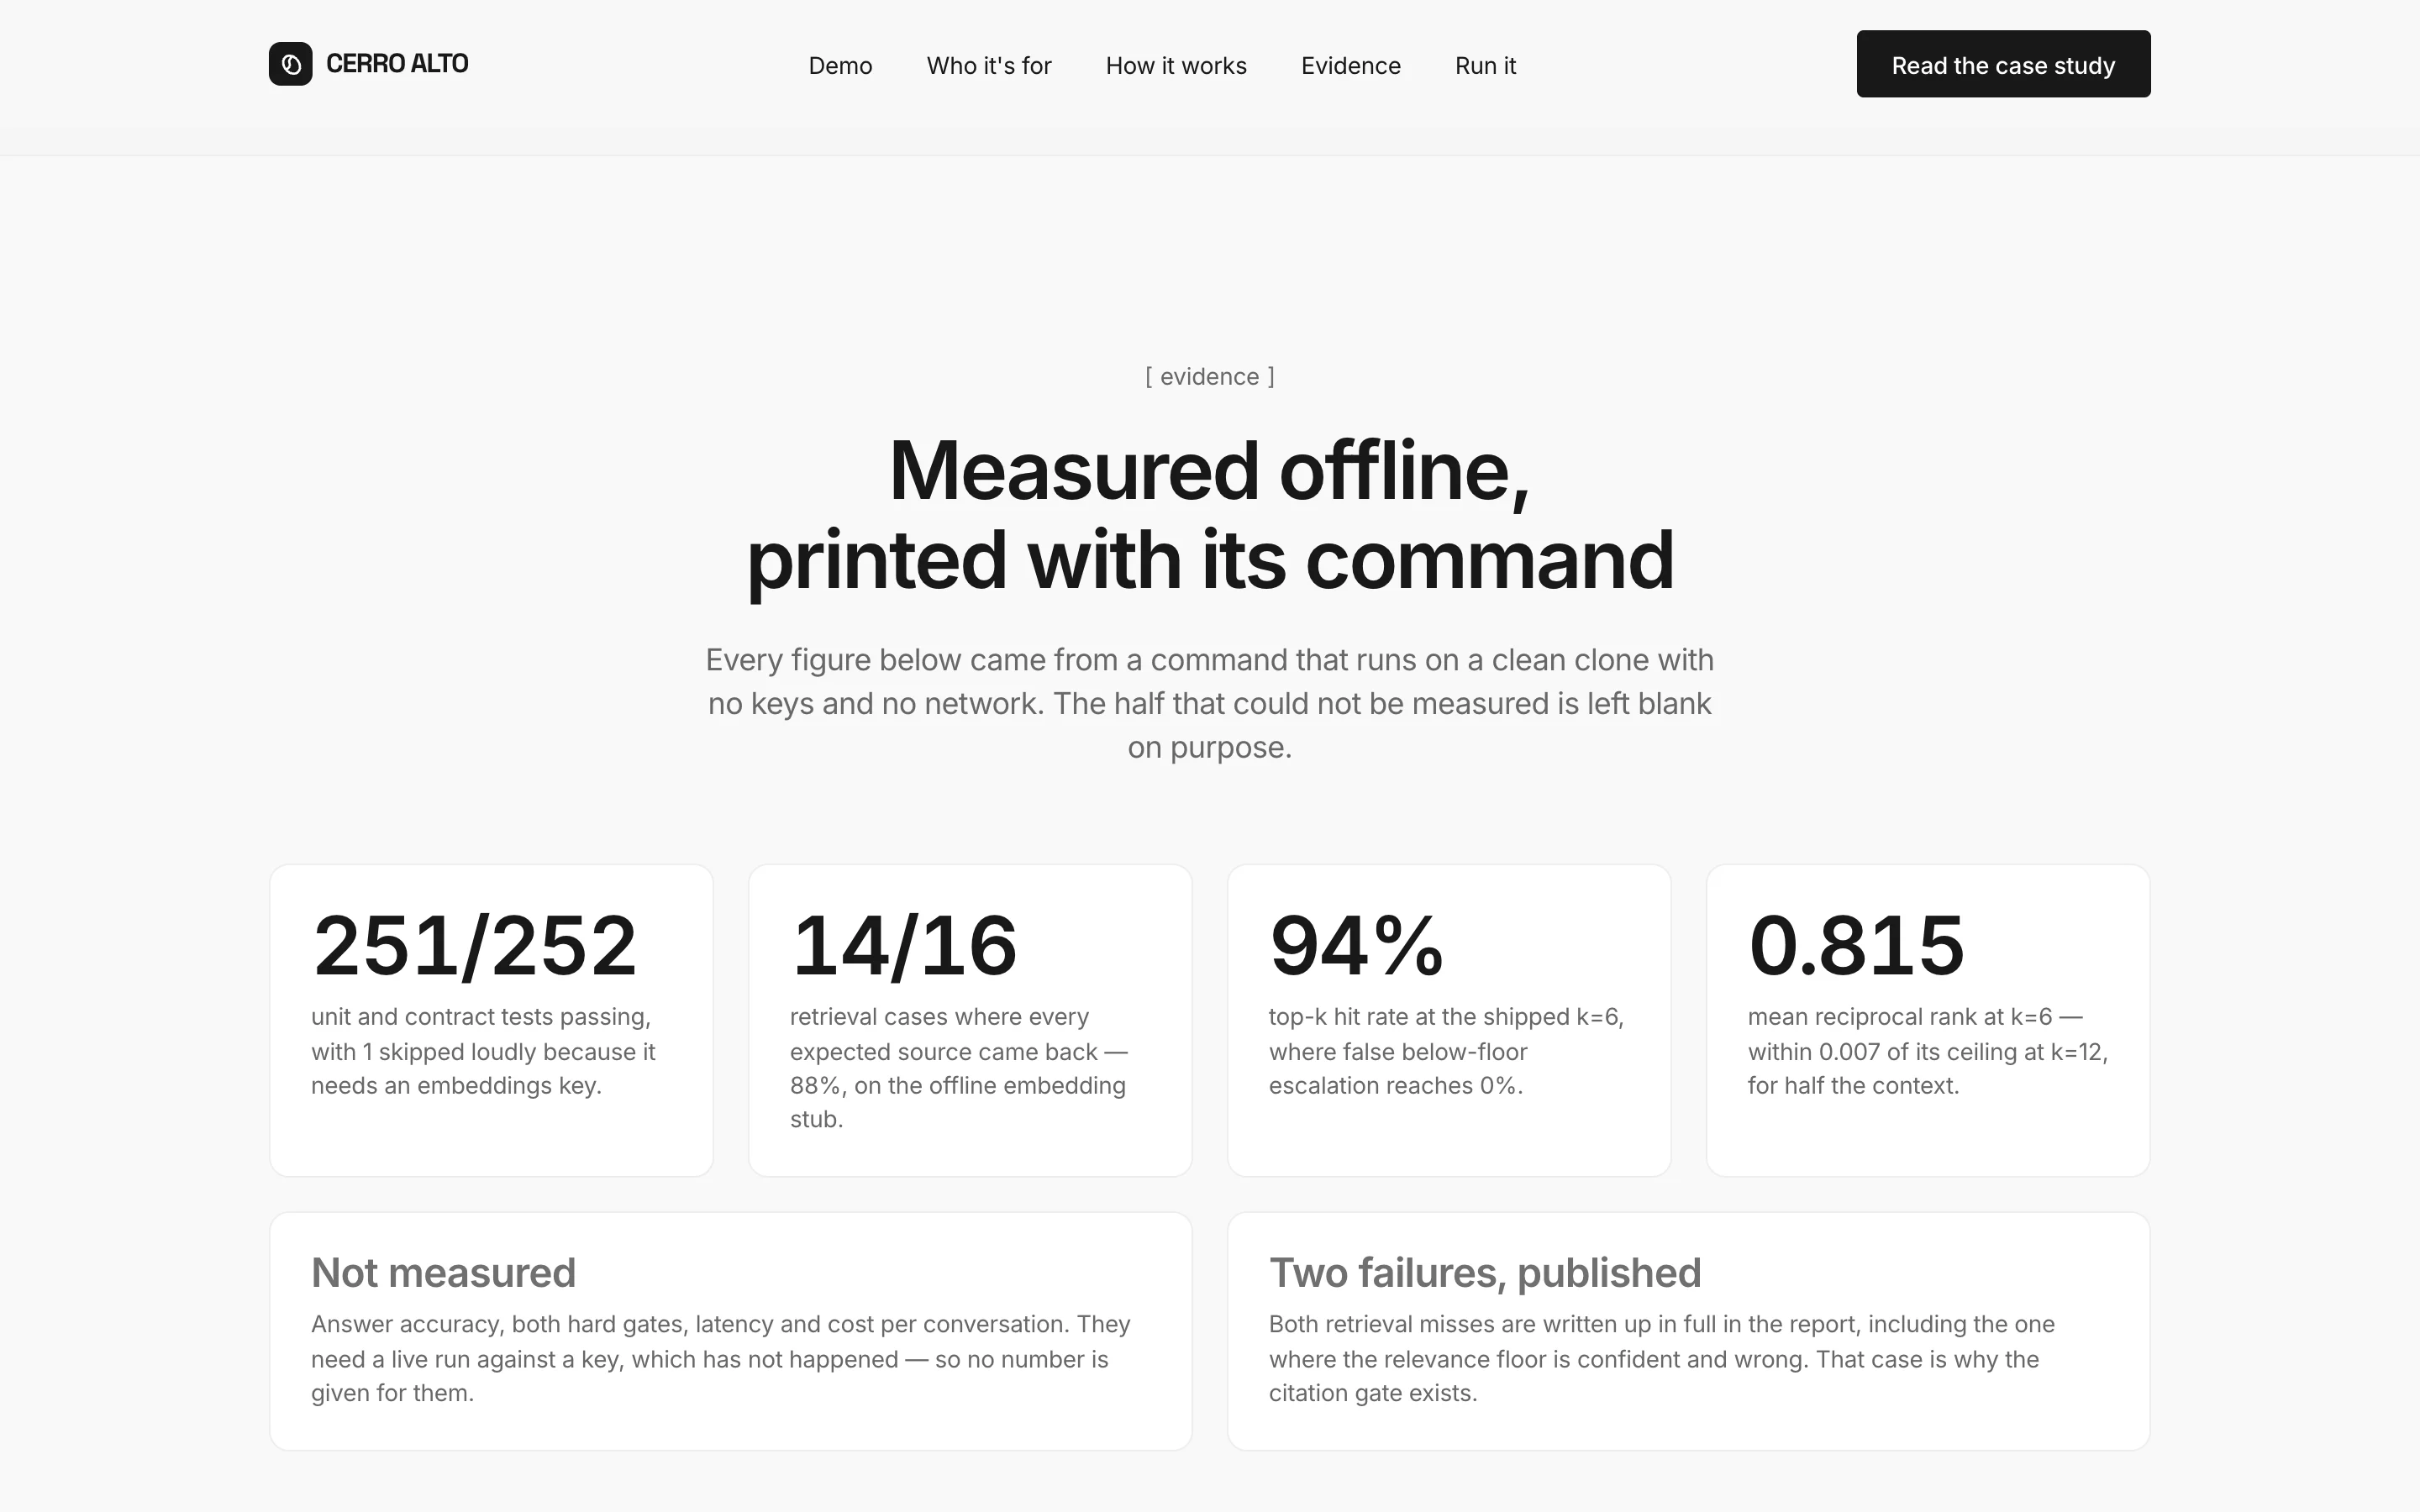 CERRO ALTO
Demo
Who it's for
How it works
Evidence
Run it
Read the case study
[ evidence ]
Measured offline,
printed with its command
Every figure below came from a command that runs on a clean clone with
no keys and no network. The half that could not be measured is left blank
on purpose.
251/252
unit and contract tests passing,
with 1 skipped loudly because it
needs an embeddings key.
14/16
retrieval cases where every
expected source came back —
88%, on the offline embedding
stub.
94%
top-k hit rate at the shipped k=6,
where false below-floor
escalation reaches 0%.
0.815
mean reciprocal rank at k=6 —
within 0.007 of its ceiling at k=12,
for half the context.
Not measured
Answer accuracy, both hard gates, latency and cost per conversation. They
need a live run against a key, which has not happened — so no number is
given for them.
Two failures, published
Both retrieval misses are written up in full in the report, including the one
where the relevance floor is confident and wrong. That case is why the
citation gate exists.